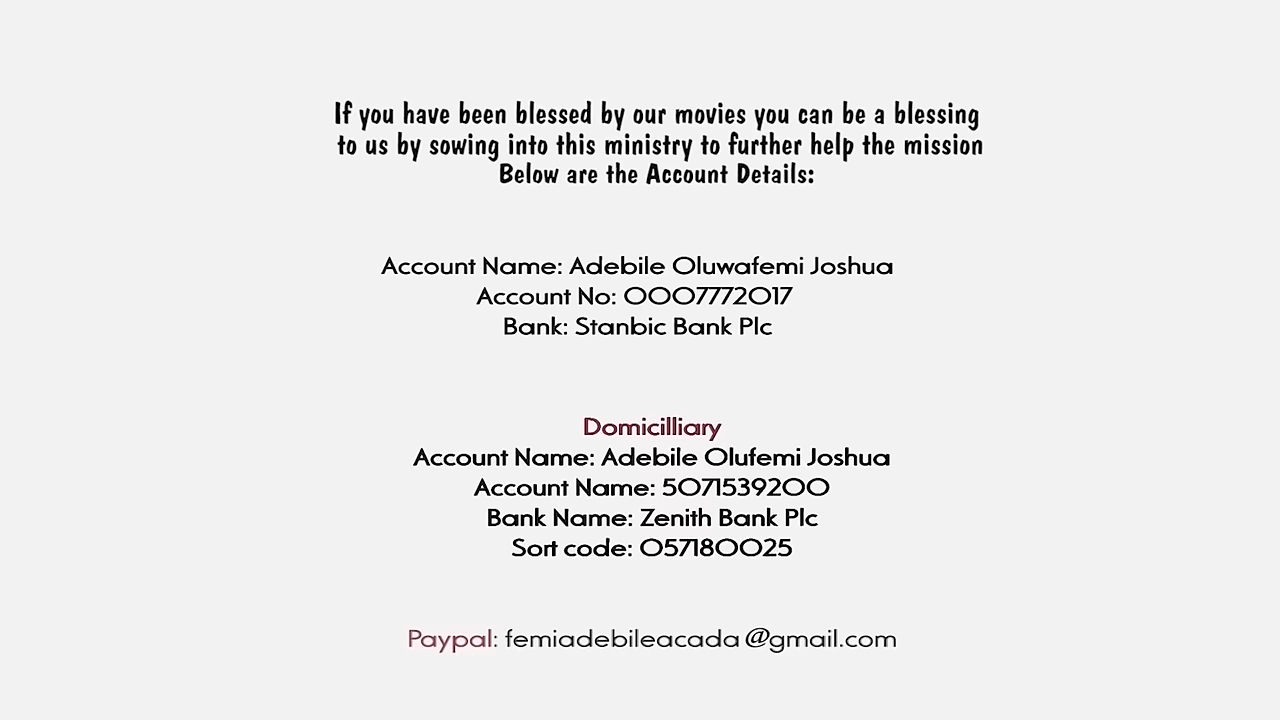 If you have been blessed by our movies you can be a blessing
to us by sowing into this ministry to further help the mission
Below are the Account Details:
Account Name: Adebile Oluwafemi Joshua
Account No: 0007772017
Bank: Stanbic Bank Plc
Domicilliary
Account Name: Adebile Olufemi Joshua
Account Name: 5071539200
Bank Name: Zenith Bank Plc
Sort code: 057180025
Paypal: femiadebileacada@gmail.com